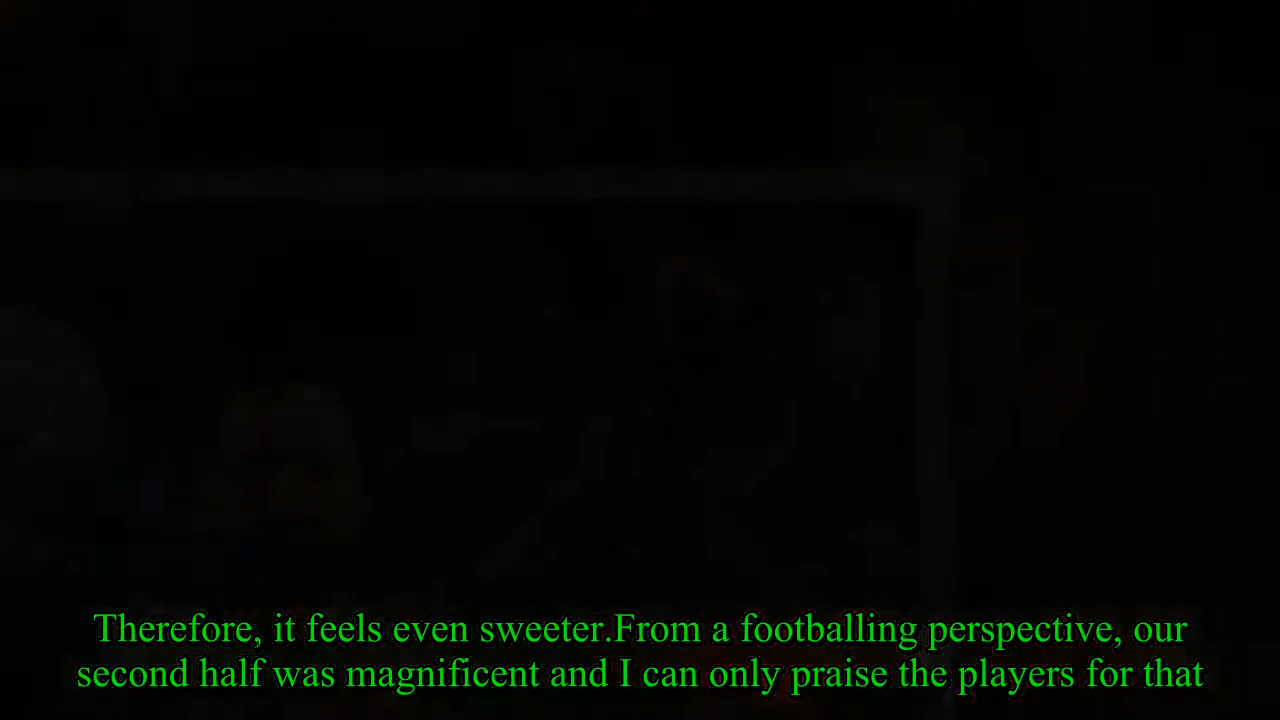 Therefore, it feels even sweeter.From a footballing perspective, our
second half was magnificent and I can only praise the players for that